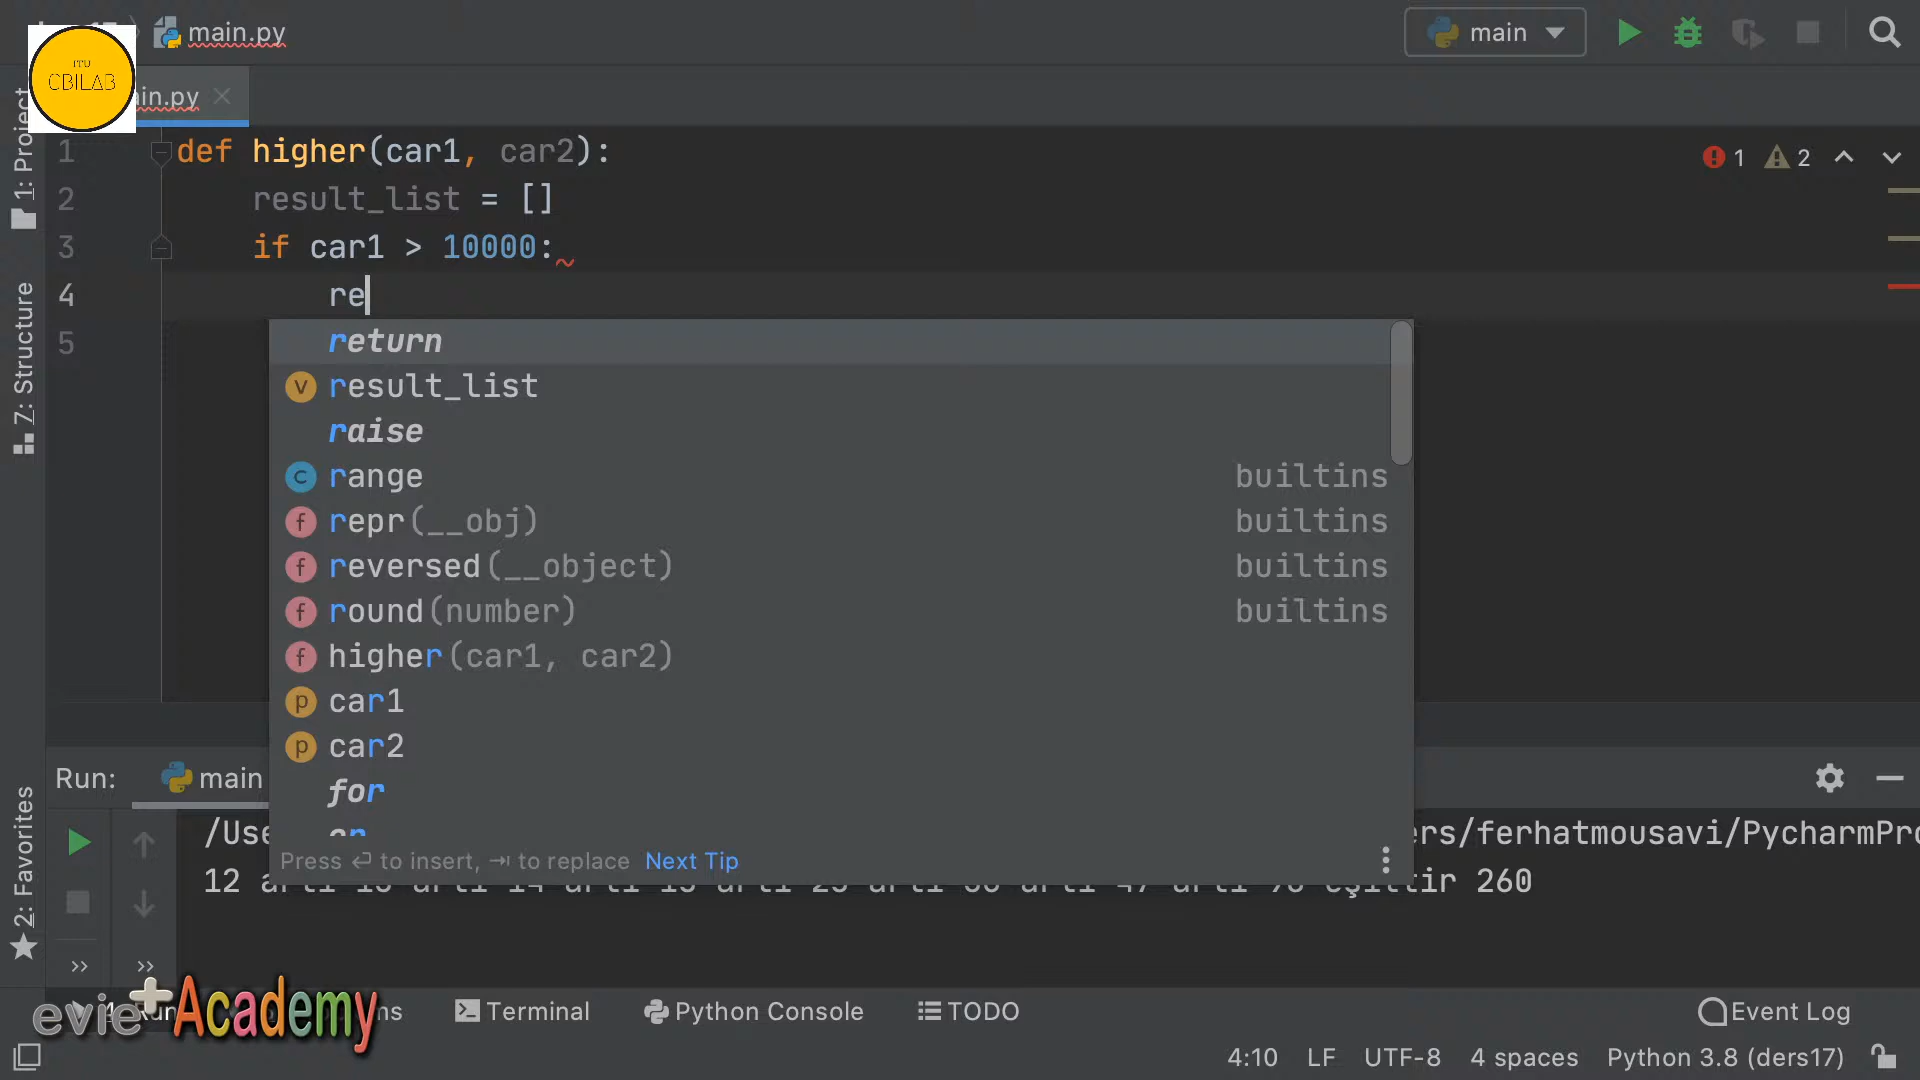 main.py
main
ITU
CBILAB
in.py
1: Project
1 def higher(car1, car2):
1
2
2 result_list = []
3 if car1 > 10000:
4 re
5
return
v result_list
raise
c range builtins
f repr(__obj) builtins
f reversed(__object) builtins
f round(number) builtins
f higher(car1, car2)
p car1
p car2
for
Press ↵ to insert, ⇥ to replace Next Tip
Z: Structure
2: Favorites
Run: main
/Use
ers/ferhatmousavi/PycharmPro
12 artı
260
evie+Academy
Terminal
Python Console
TODO
Event Log
4:10 LF UTF-8 4 spaces Python 3.8 (ders17)